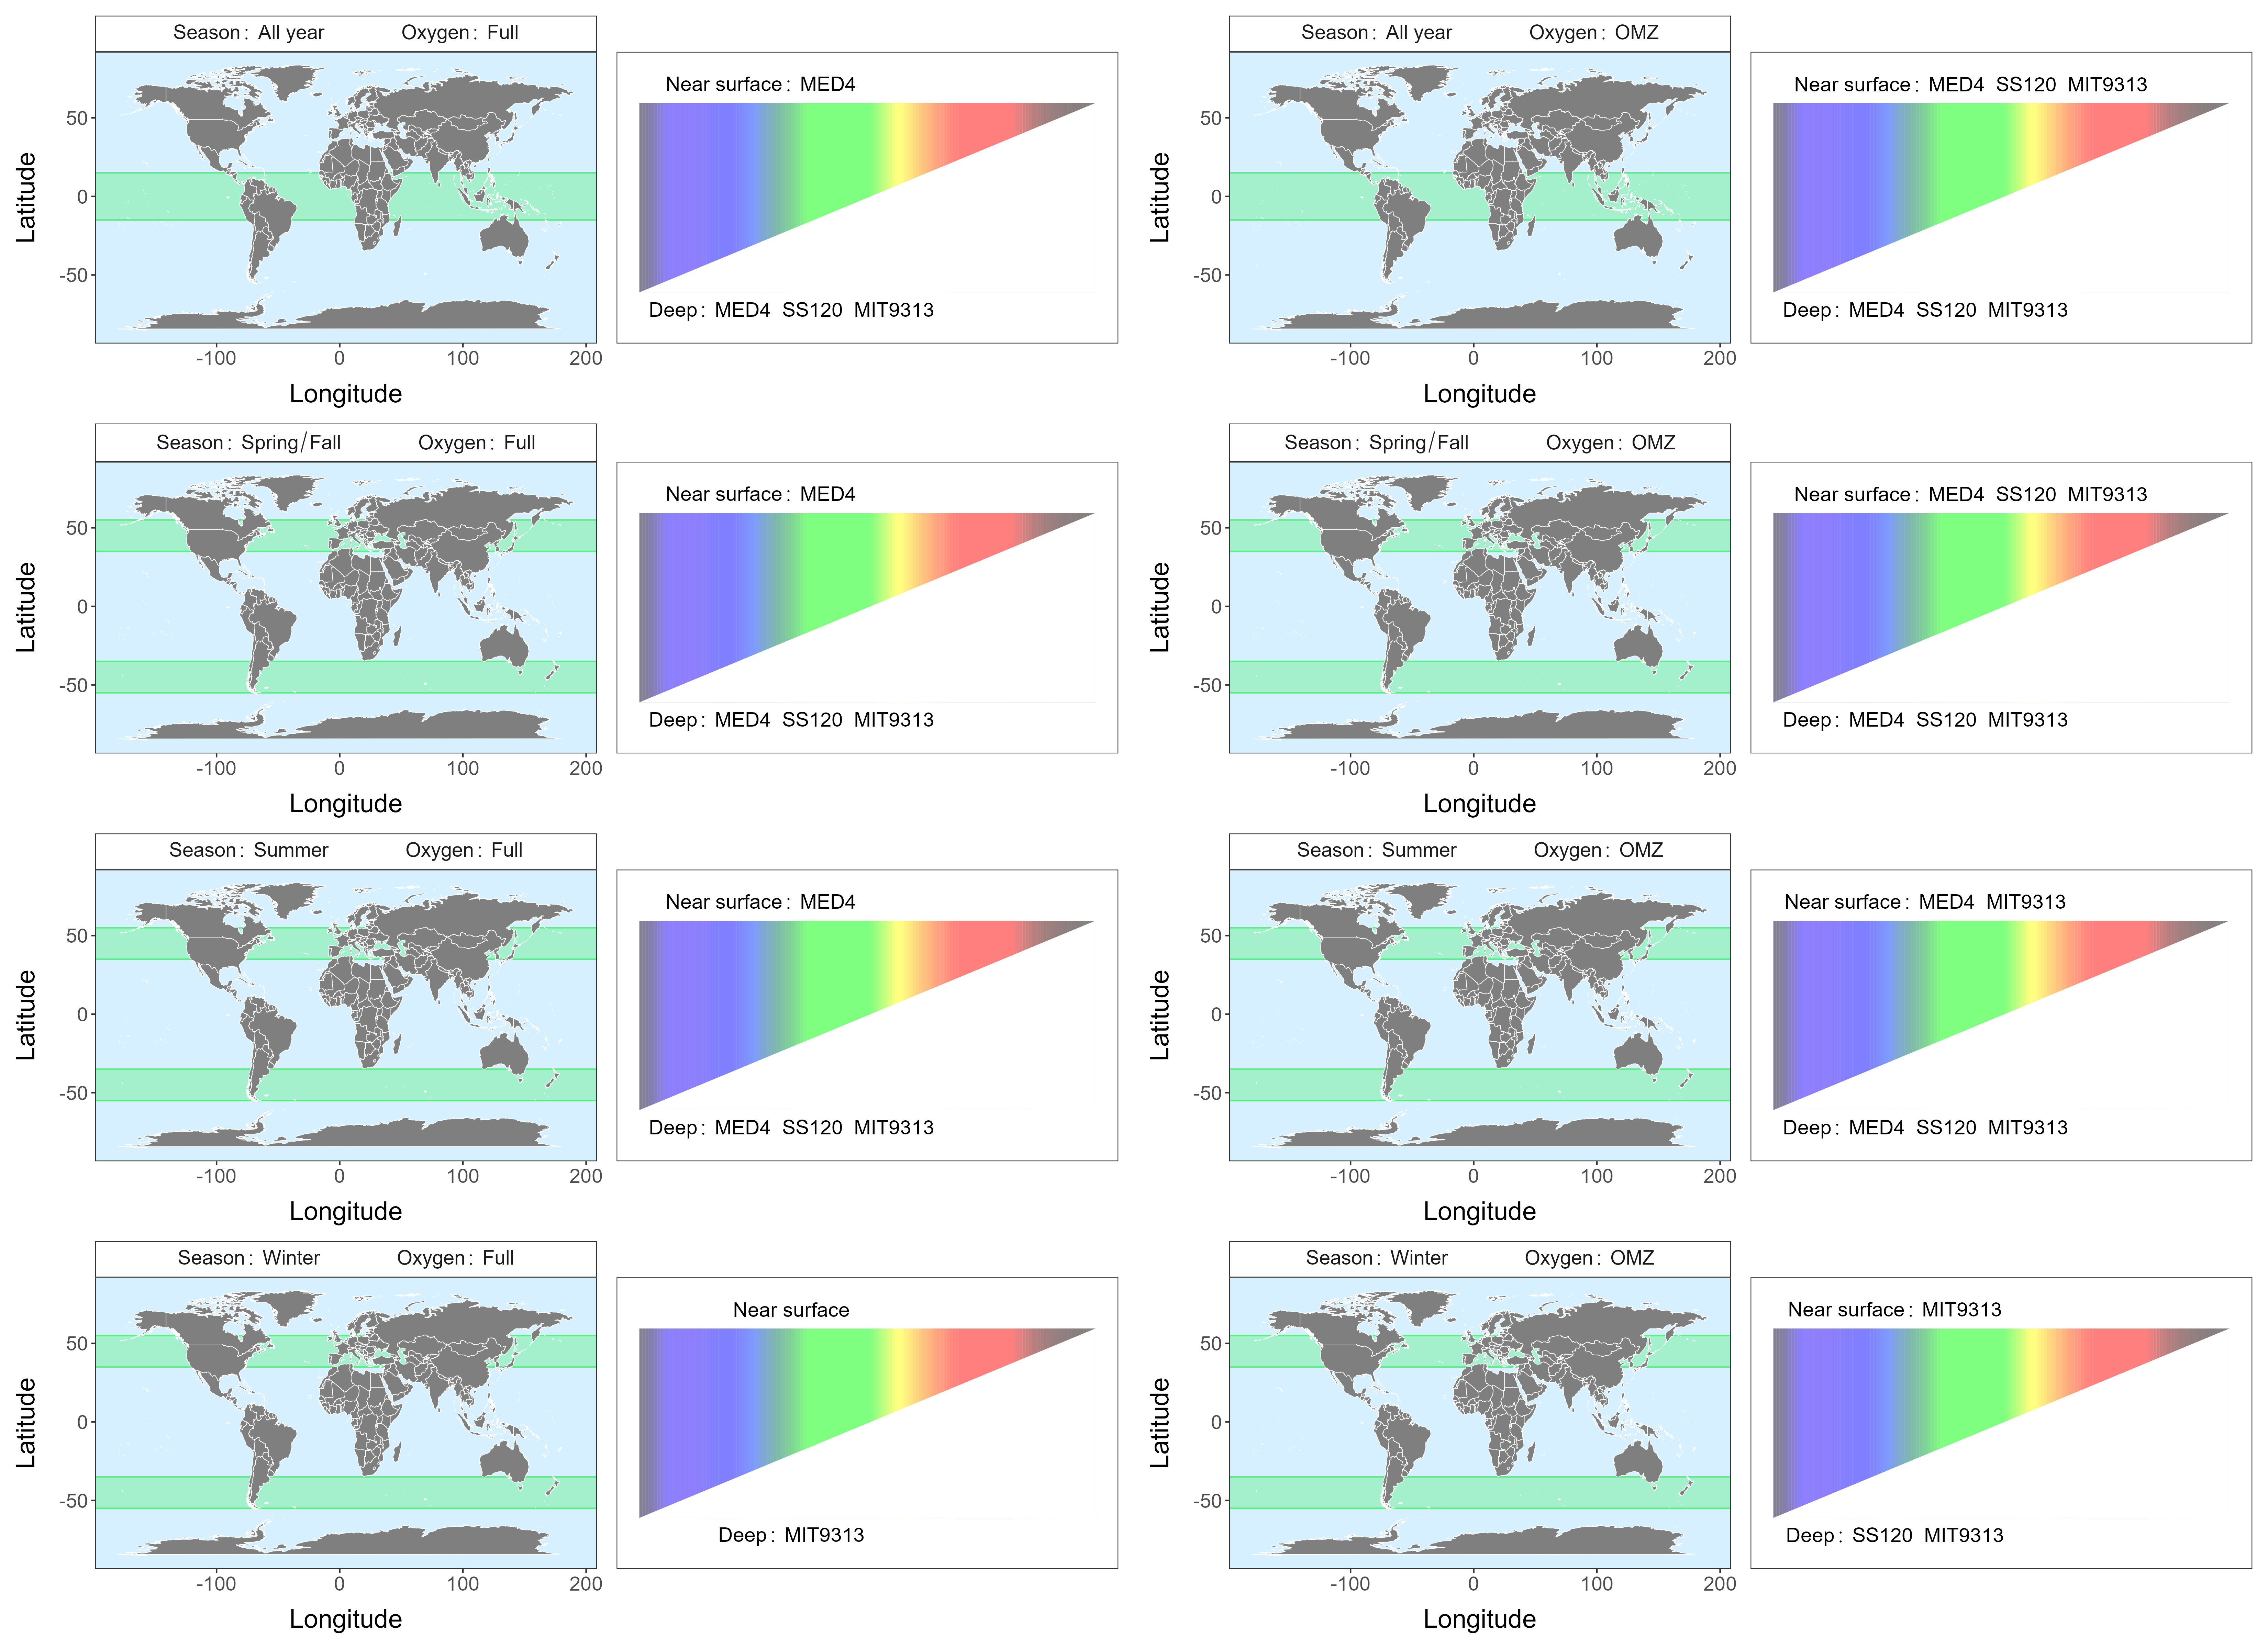 Season: All year Oxygen: Full
Latitude
50
0
-50
-100 0 100 200
Longitude
Near surface: MED4
Deep: MED4 SS120 MIT9313
Season: All year Oxygen: OMZ
Latitude
50
0
-50
-100 0 100 200
Longitude
Near surface: MED4 SS120 MIT9313
Deep: MED4 SS120 MIT9313
Season: Spring/Fall Oxygen: Full
Latitude
50
0
-50
-100 0 100 200
Longitude
Near surface: MED4
Deep: MED4 SS120 MIT9313
Season: Spring/Fall Oxygen: OMZ
Latitude
50
0
-50
-100 0 100 200
Longitude
Near surface: MED4 SS120 MIT9313
Deep: MED4 SS120 MIT9313
Season: Summer Oxygen: Full
Latitude
50
0
-50
-100 0 100 200
Longitude
Near surface: MED4
Deep: MED4 SS120 MIT9313
Season: Summer Oxygen: OMZ
Latitude
50
0
-50
-100 0 100 200
Longitude
Near surface: MED4 MIT9313
Deep: MED4 SS120 MIT9313
Season: Winter Oxygen: Full
Latitude
50
0
-50
-100 0 100 200
Longitude
Near surface
Deep: MIT9313
Season: Winter Oxygen: OMZ
Latitude
50
0
-50
-100 0 100 200
Longitude
Near surface: MIT9313
Deep: SS120 MIT9313